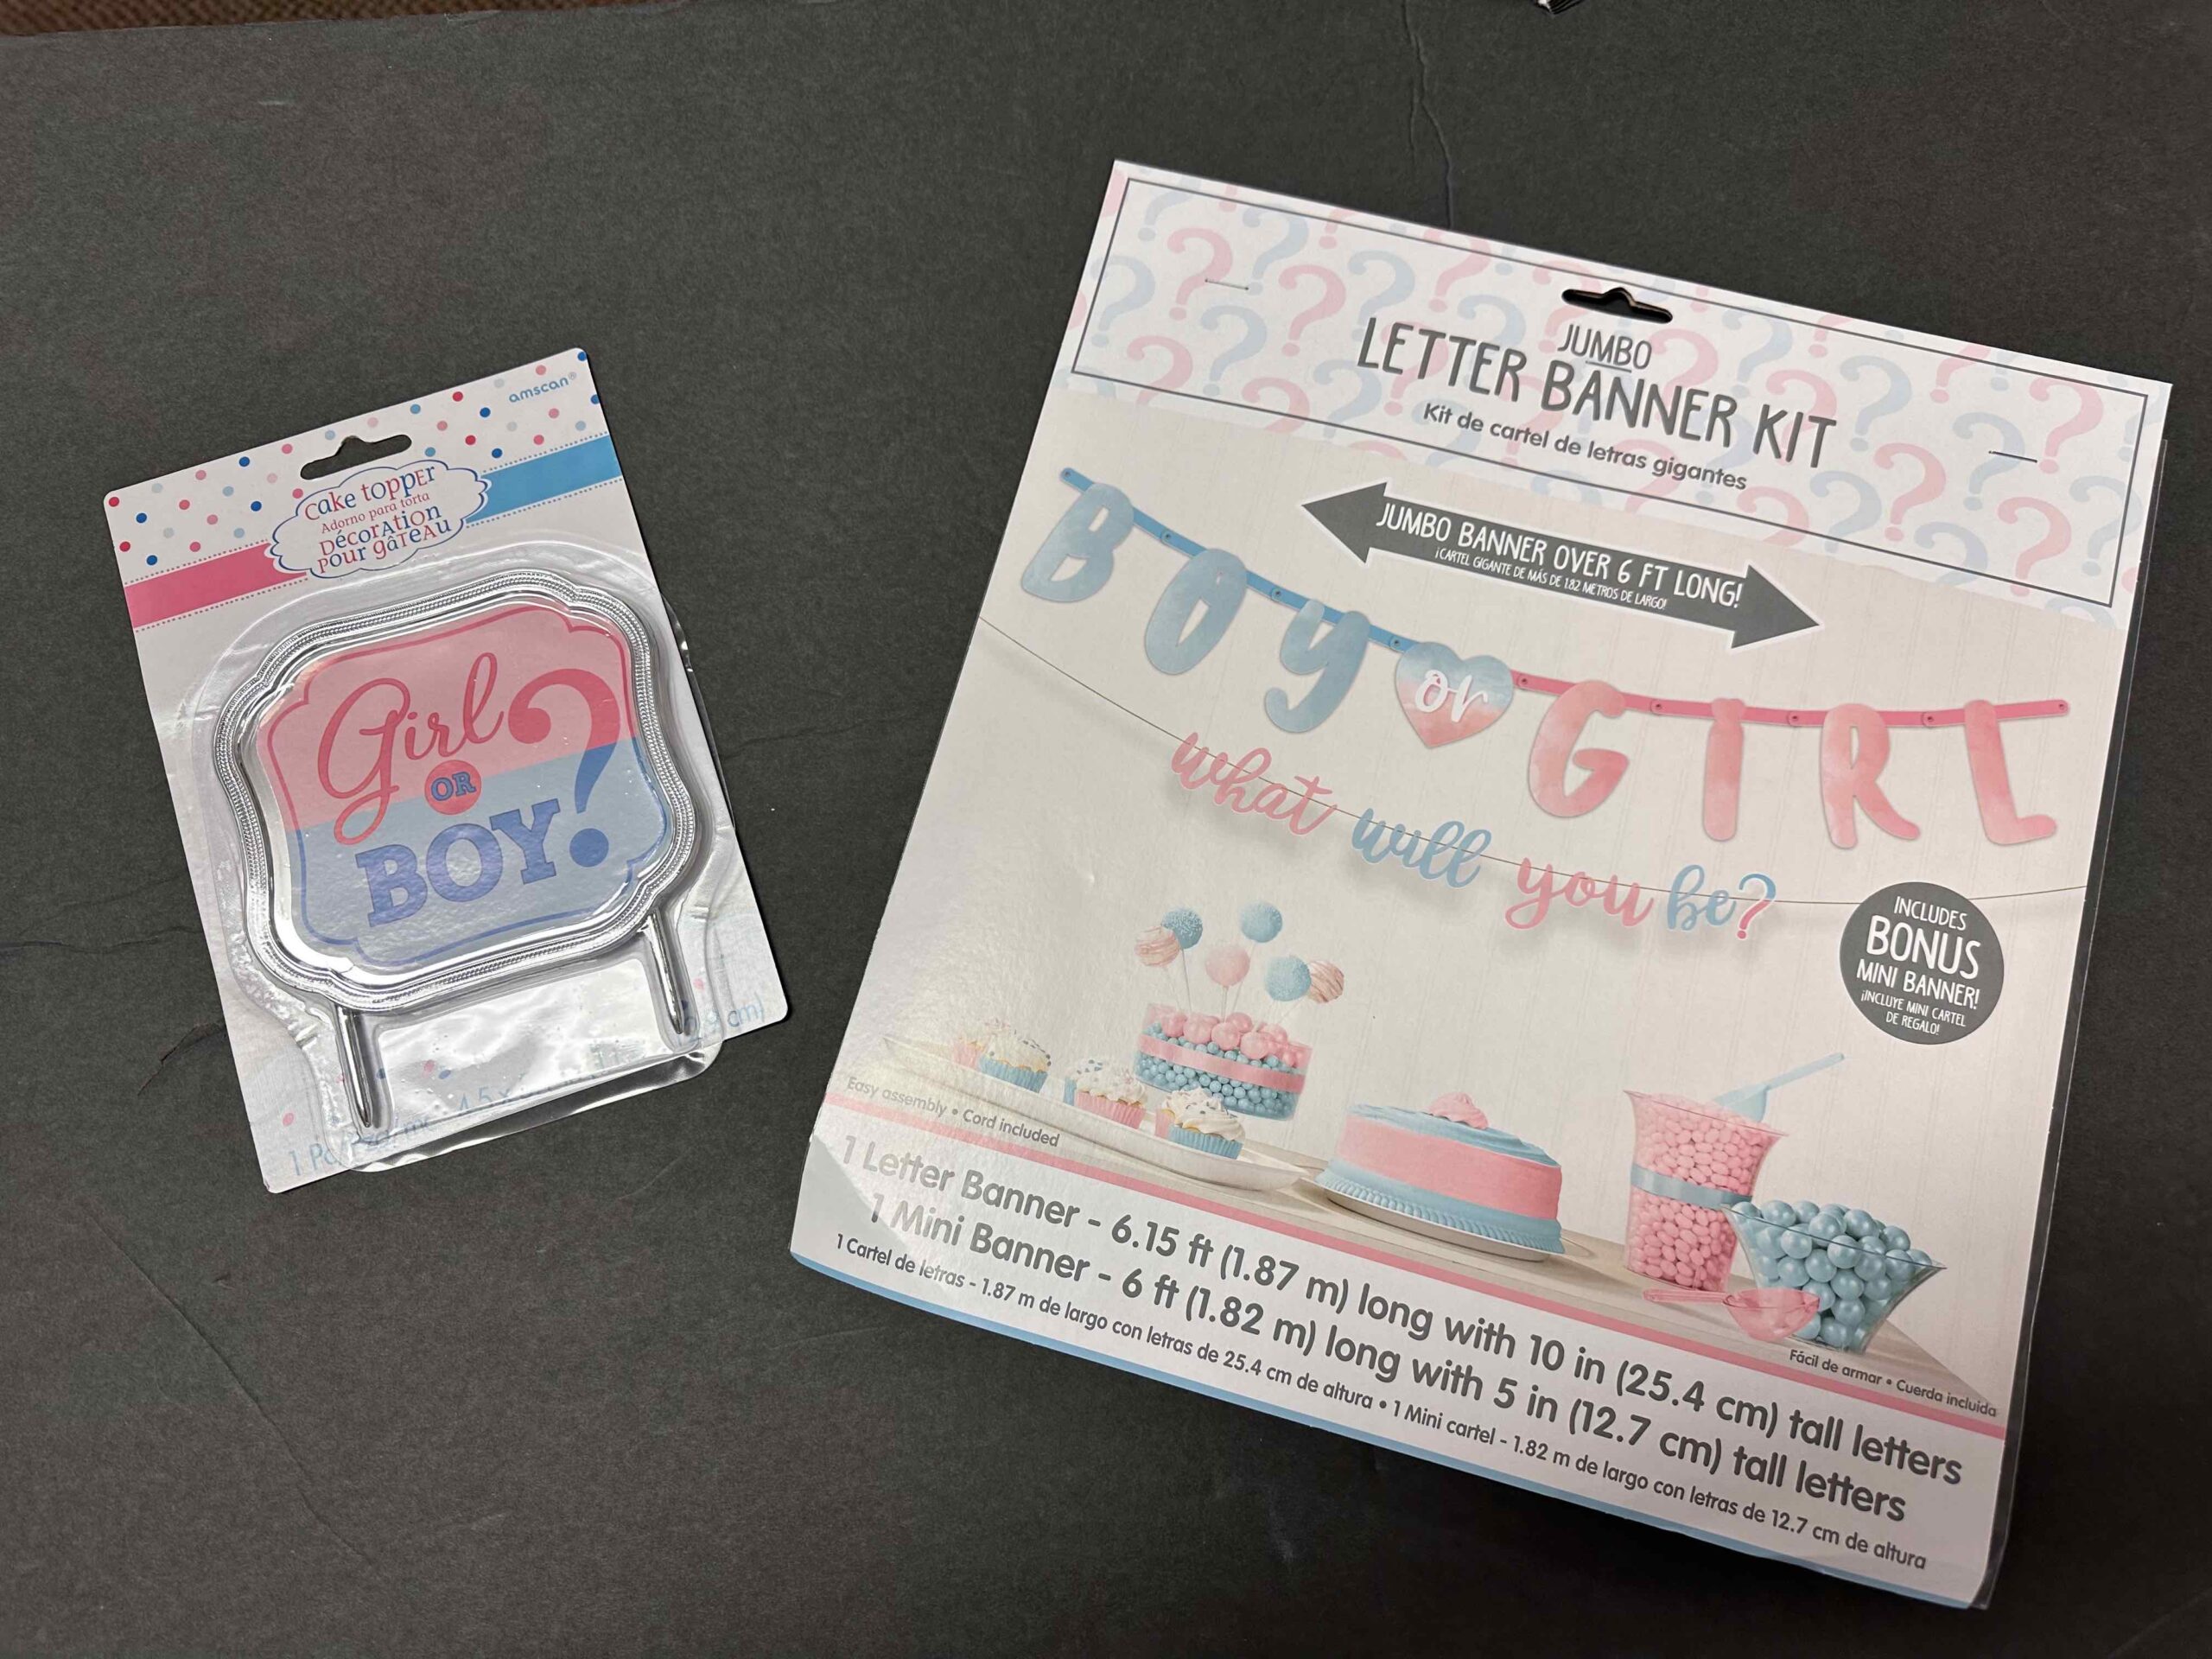 amscan®
Cake topper
Adorno para torta
Décoration
pour gâteau
Girl
OR
BOY?
1 Pc
JUMBO
LETTER BANNER KIT
Kit de cartel de letras gigantes
JUMBO BANNER OVER 6 FT LONG!
¡CARTEL GIGANTE DE MÁS DE 1.82 METROS DE LARGO!
BOY or GIRL
what will you be?
INCLUDES
BONUS
MINI BANNER!
¡INCLUYE MINI CARTEL
DE REGALO!
Easy assembly • Cord included
Fácil de armar • Cuerda incluida
1 Letter Banner - 6.15 ft (1.87 m) long with 10 in (25.4 cm) tall letters
1 Mini Banner - 6 ft (1.82 m) long with 5 in (12.7 cm) tall letters
1 Cartel de letras - 1.87 m de largo con letras de 25.4 cm de altura • 1 Mini cartel - 1.82 m de largo con letras de 12.7 cm de altura